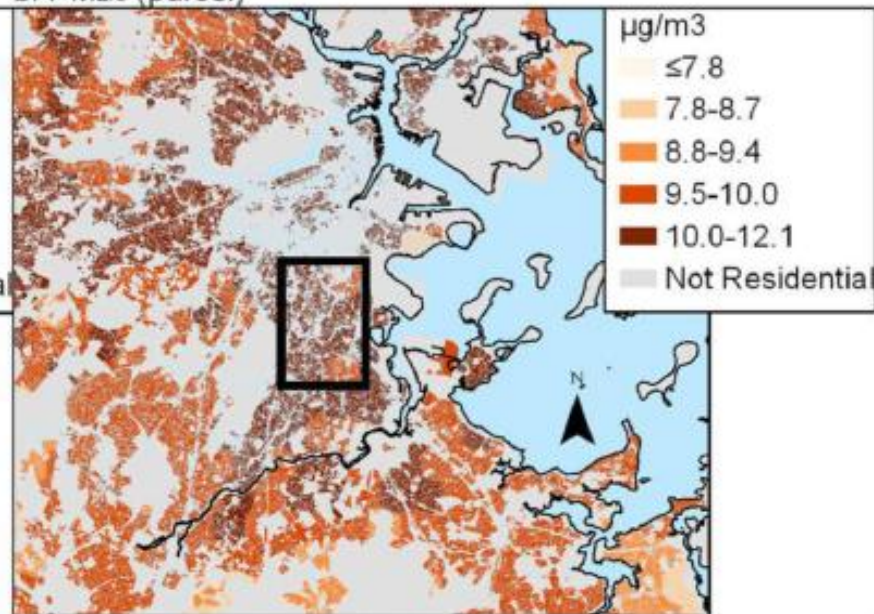 (parcel)
µg/m3
≤7.8
7.8-8.7
8.8-9.4
9.5-10.0
10.0-12.1
Not Residential
N